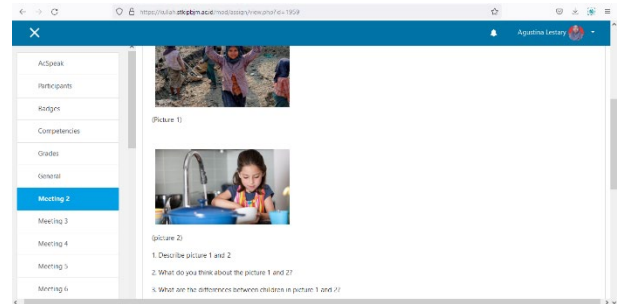 https://kuliah.stkipbjm.ac.id/mod/assign/view.php?id=1959
Agustina Lestary
AcSpeak
Participants
Badges
Competencies
Grades
General
Meeting 2
Meeting 3
Meeting 4
Meeting 5
Meeting 6
(Picture 1)
(picture 2)
1. Describe picture 1 and 2
2. What do you think about the picture 1 and 2?
3. What are the differences between children in picture 1 and 2?